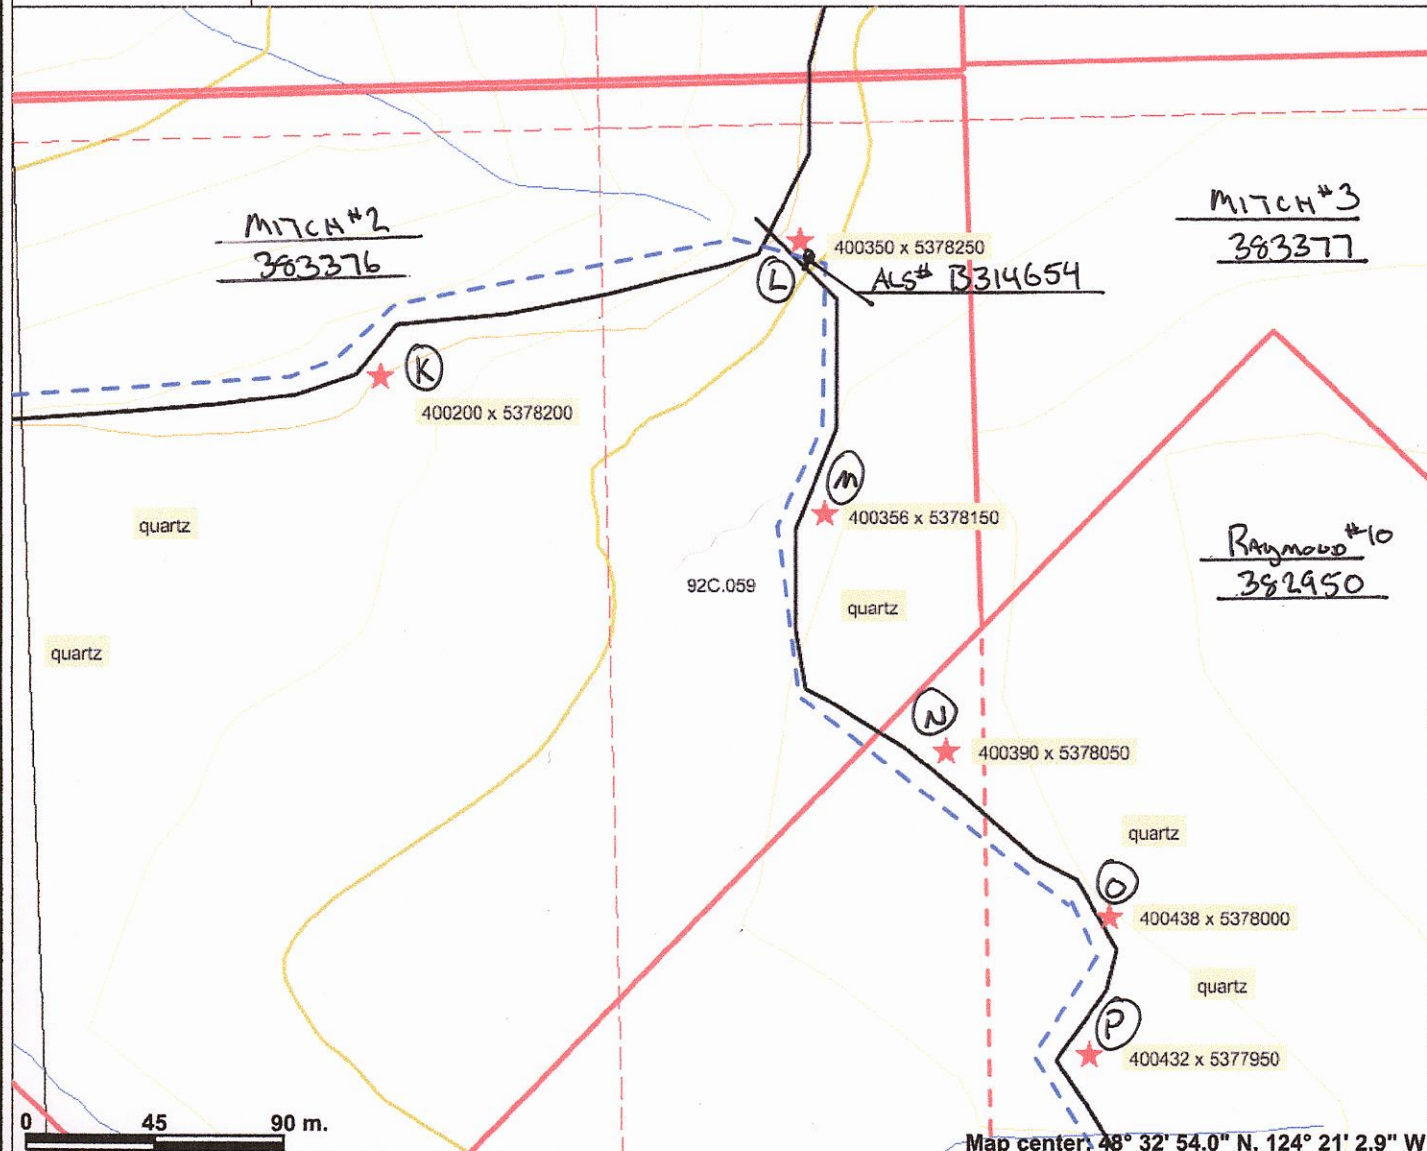 MITCH #2
383376
MITCH #3
383377
400350 x 5378250
L
ALS# B314654
K
400200 x 5378200
M
400356 x 5378150
quartz
RAYMOND #10
382950
92C.059
quartz
quartz
N
400390 x 5378050
quartz
O
400438 x 5378000
quartz
P
400432 x 5377950
0 45 90 m.
Map center: 48° 32' 54.0" N, 124° 21' 2.9" W